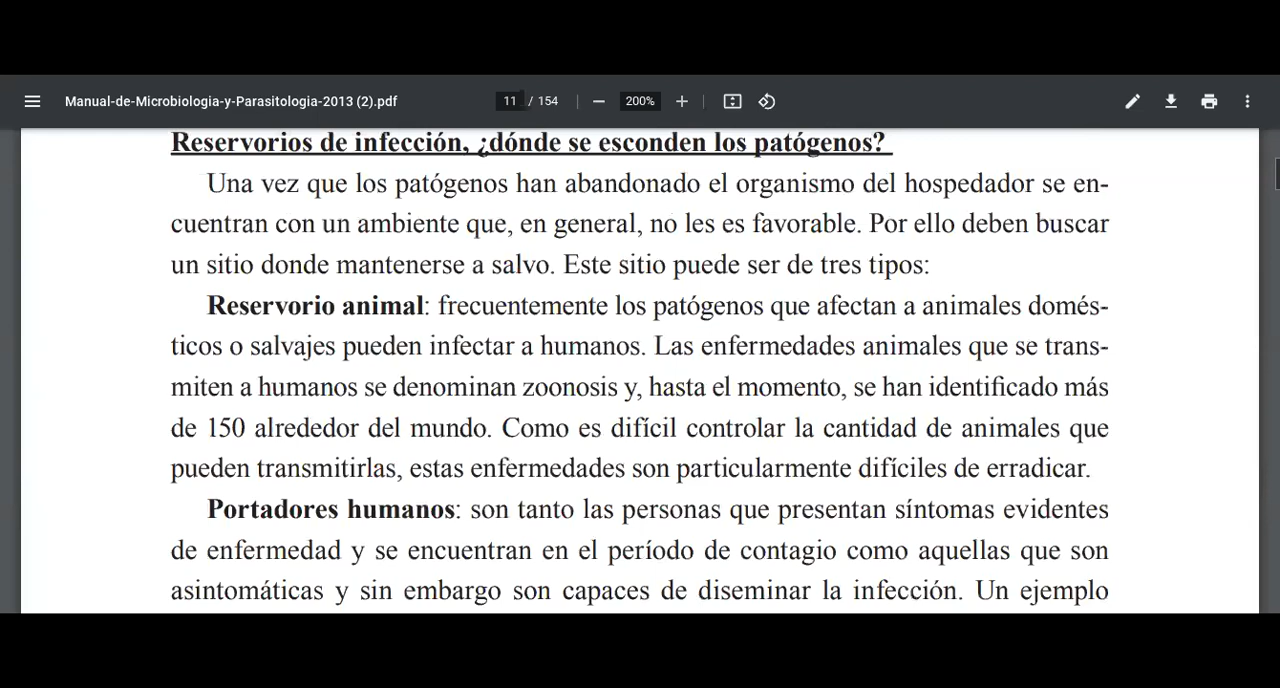 Manual-de-Microbiologia-y-Parasitologia-2013 (2).pdf
11 / 154
200%
Reservorios de infección, ¿dónde se esconden los patógenos?
Una vez que los patógenos han abandonado el organismo del hospedador se en-
cuentran con un ambiente que, en general, no les es favorable. Por ello deben buscar
un sitio donde mantenerse a salvo. Este sitio puede ser de tres tipos:
Reservorio animal: frecuentemente los patógenos que afectan a animales domés-
ticos o salvajes pueden infectar a humanos. Las enfermedades animales que se trans-
miten a humanos se denominan zoonosis y, hasta el momento, se han identificado más
de 150 alrededor del mundo. Como es difícil controlar la cantidad de animales que
pueden transmitirlas, estas enfermedades son particularmente difíciles de erradicar.
Portadores humanos: son tanto las personas que presentan síntomas evidentes
de enfermedad y se encuentran en el período de contagio como aquellas que son
asintomáticas y sin embargo son capaces de diseminar la infección. Un ejemplo